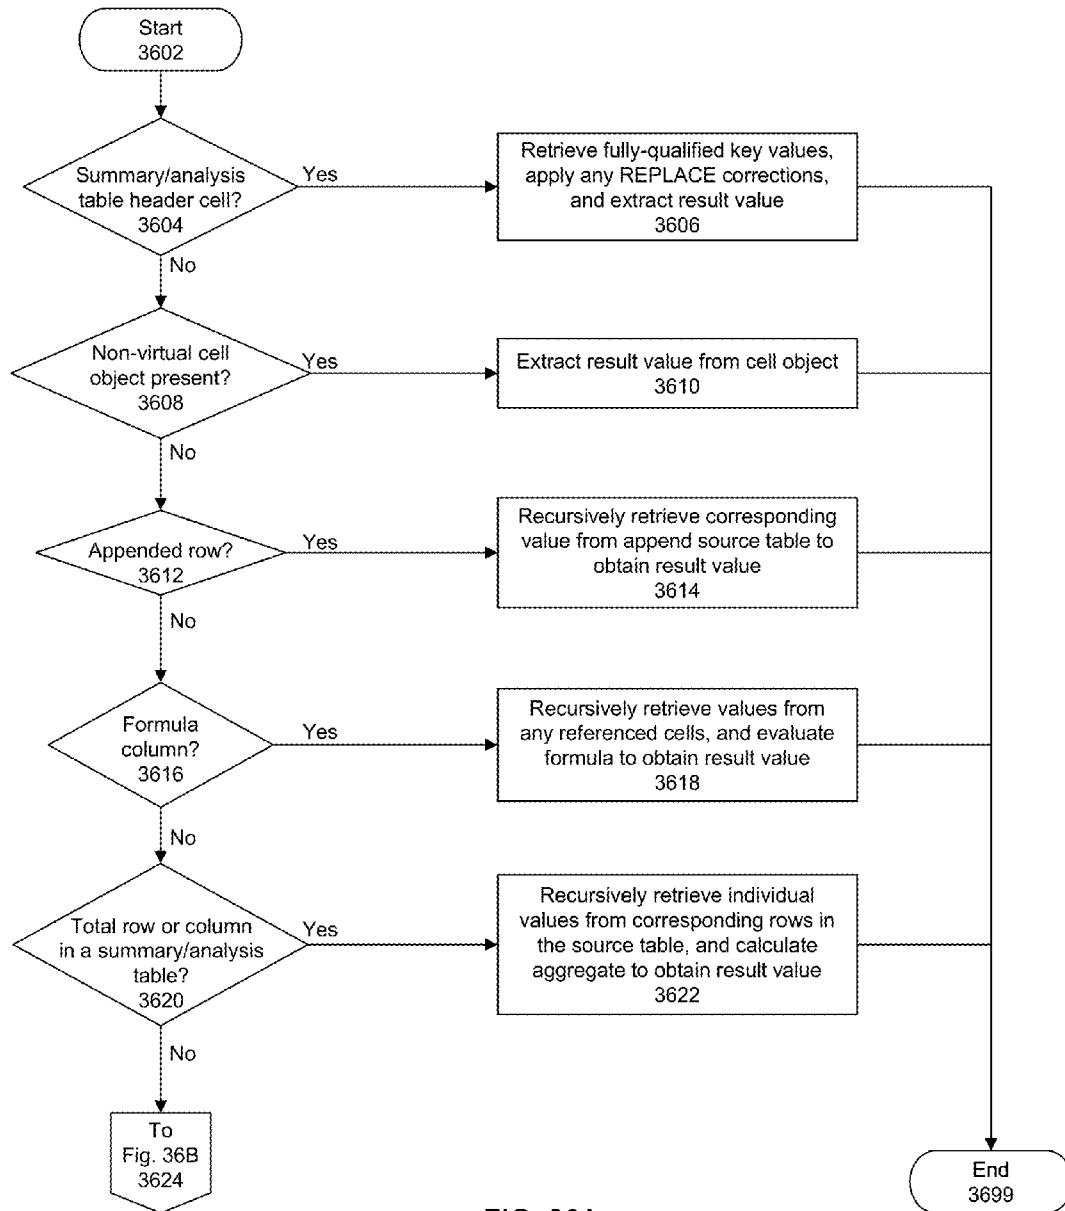 Start
3602
Summary/analysis
table header cell?
3604
Yes
Retrieve fully-qualified key values,
apply any REPLACE corrections,
and extract result value
3606
No
Non-virtual cell
object present?
3608
Yes
Extract result value from cell object
3610
No
Appended row?
3612
Yes
Recursively retrieve corresponding
value from append source table to
obtain result value
3614
No
Formula
column?
3616
Yes
Recursively retrieve values from
any referenced cells, and evaluate
formula to obtain result value
3618
No
Total row or column
in a summary/analysis
table?
3620
Yes
Recursively retrieve individual
values from corresponding rows in
the source table, and calculate
aggregate to obtain result value
3622
No
To
Fig. 36B
3624
End
3699